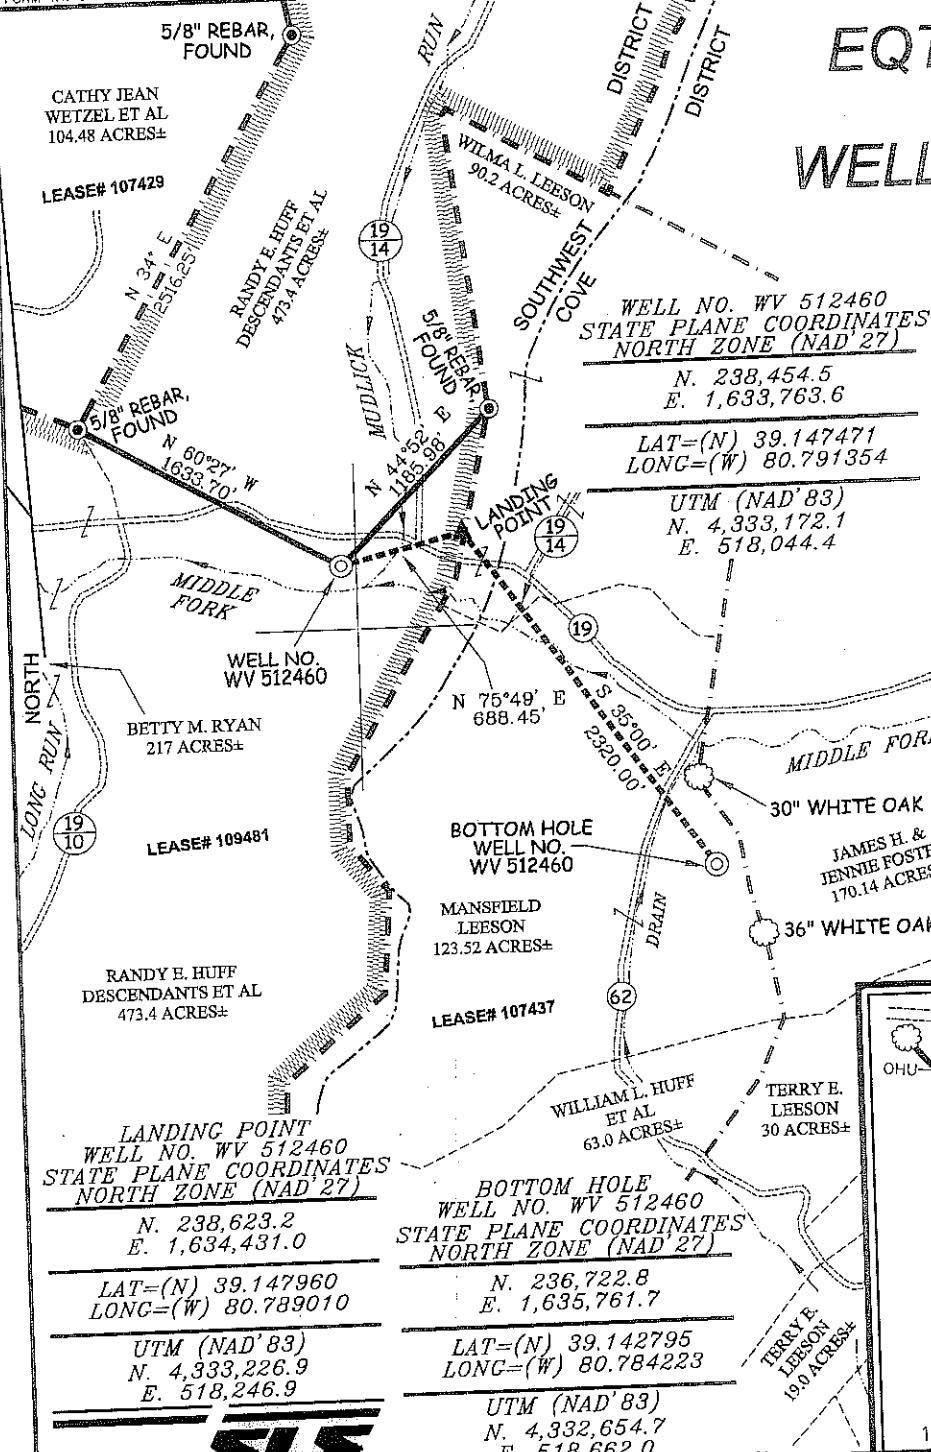 EQT
WELL
5/8" REBAR,
FOUND
CATHY JEAN
WETZEL ET AL
104.48 ACRES±
LEASE# 107429
N 34° E
2516.25'
RANDY E. HUFF
DESCENDANTS ET AL
473.4 ACRES±
RUN
DISTRICT
DISTRICT
WILMA L. LEESON
90.2 ACRES±
19
14
SOUTHWEST
COVE
MUDLICK
5/8" REBAR,
FOUND
5/8" REBAR,
FOUND
WELL NO. WV 512460
STATE PLANE COORDINATES
NORTH ZONE (NAD'27)
N. 238,454.5
E. 1,633,763.6
LAT=(N) 39.147471
LONG=(W) 80.791354
UTM (NAD'83)
N. 4,333,172.1
E. 518,044.4
N 60°27' W
1633.70'
N 44°52' E
1185.98'
LANDING
POINT
19
14
MIDDLE
FORK
19
WELL NO.
WV 512460
NORTH
N 75°49' E
688.45'
S 35°00' E
2320.00'
BETTY M. RYAN
217 ACRES±
LONG RUN
19
10
LEASE# 109481
MIDDLE FORK
30" WHITE OAK
BOTTOM HOLE
WELL NO.
WV 512460
JAMES H. &
JENNIE FOSTE
170.14 ACRES
MANSFIELD
LEESON
123.52 ACRES±
DRAIN
36" WHITE OAK
RANDY E. HUFF
DESCENDANTS ET AL
473.4 ACRES±
LEASE# 107437
62
OHU
WILLIAM L. HUFF
ET AL
63.0 ACRES±
TERRY E.
LEESON
30 ACRES±
LANDING POINT
WELL NO. WV 512460
STATE PLANE COORDINATES
NORTH ZONE (NAD'27)
N. 238,623.2
E. 1,634,431.0
LAT=(N) 39.147960
LONG=(W) 80.789010
UTM (NAD'83)
N. 4,333,226.9
E. 518,246.9
BOTTOM HOLE
WELL NO. WV 512460
STATE PLANE COORDINATES
NORTH ZONE (NAD'27)
N. 236,722.8
E. 1,635,761.7
LAT=(N) 39.142795
LONG=(W) 80.784223
UTM (NAD'83)
N. 4,332,654.7
E. 518,662.0
TERRY E.
LEESON
19.0 ACRES±
SLS
1